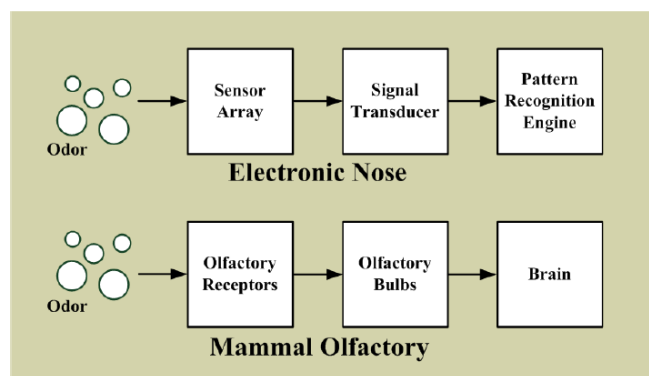 Odor
Sensor
Array
Signal
Transducer
Pattern
Recognition
Engine
Electronic Nose
Odor
Olfactory
Receptors
Olfactory
Bulbs
Brain
Mammal Olfactory